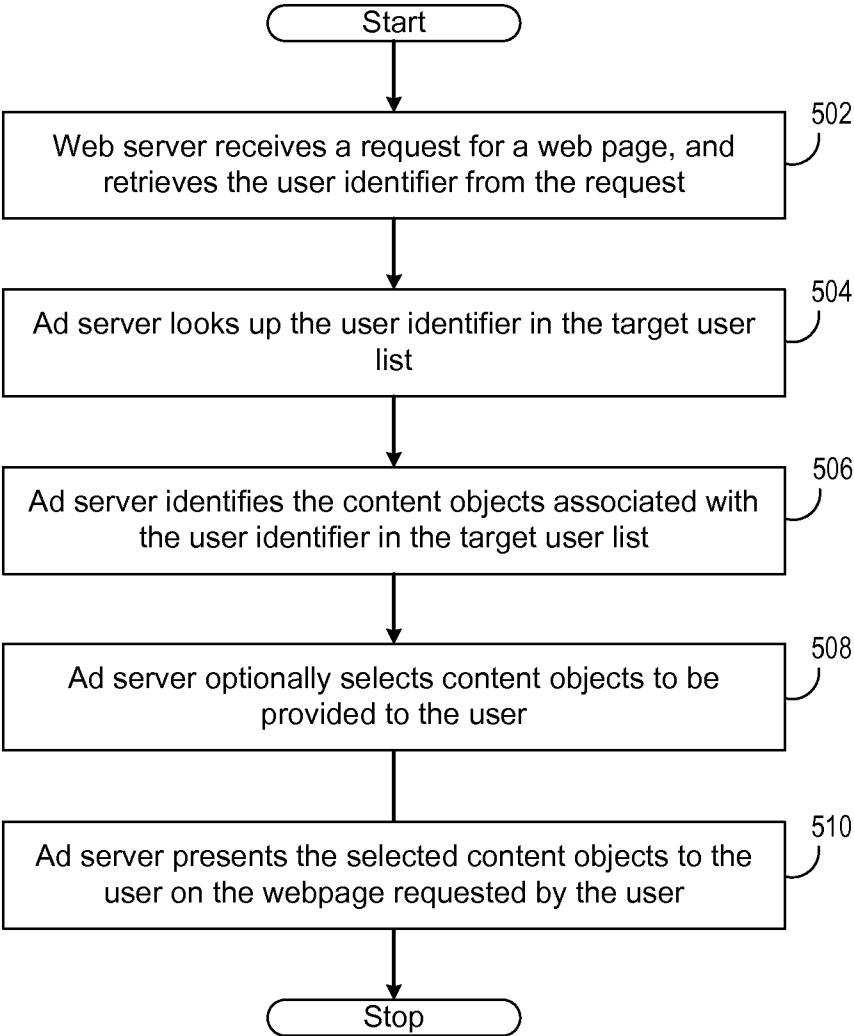 Start
502
Web server receives a request for a web page, and
retrieves the user identifier from the request
504
Ad server looks up the user identifier in the target user
list
506
Ad server identifies the content objects associated with
the user identifier in the target user list
508
Ad server optionally selects content objects to be
provided to the user
510
Ad server presents the selected content objects to the
user on the webpage requested by the user
Stop